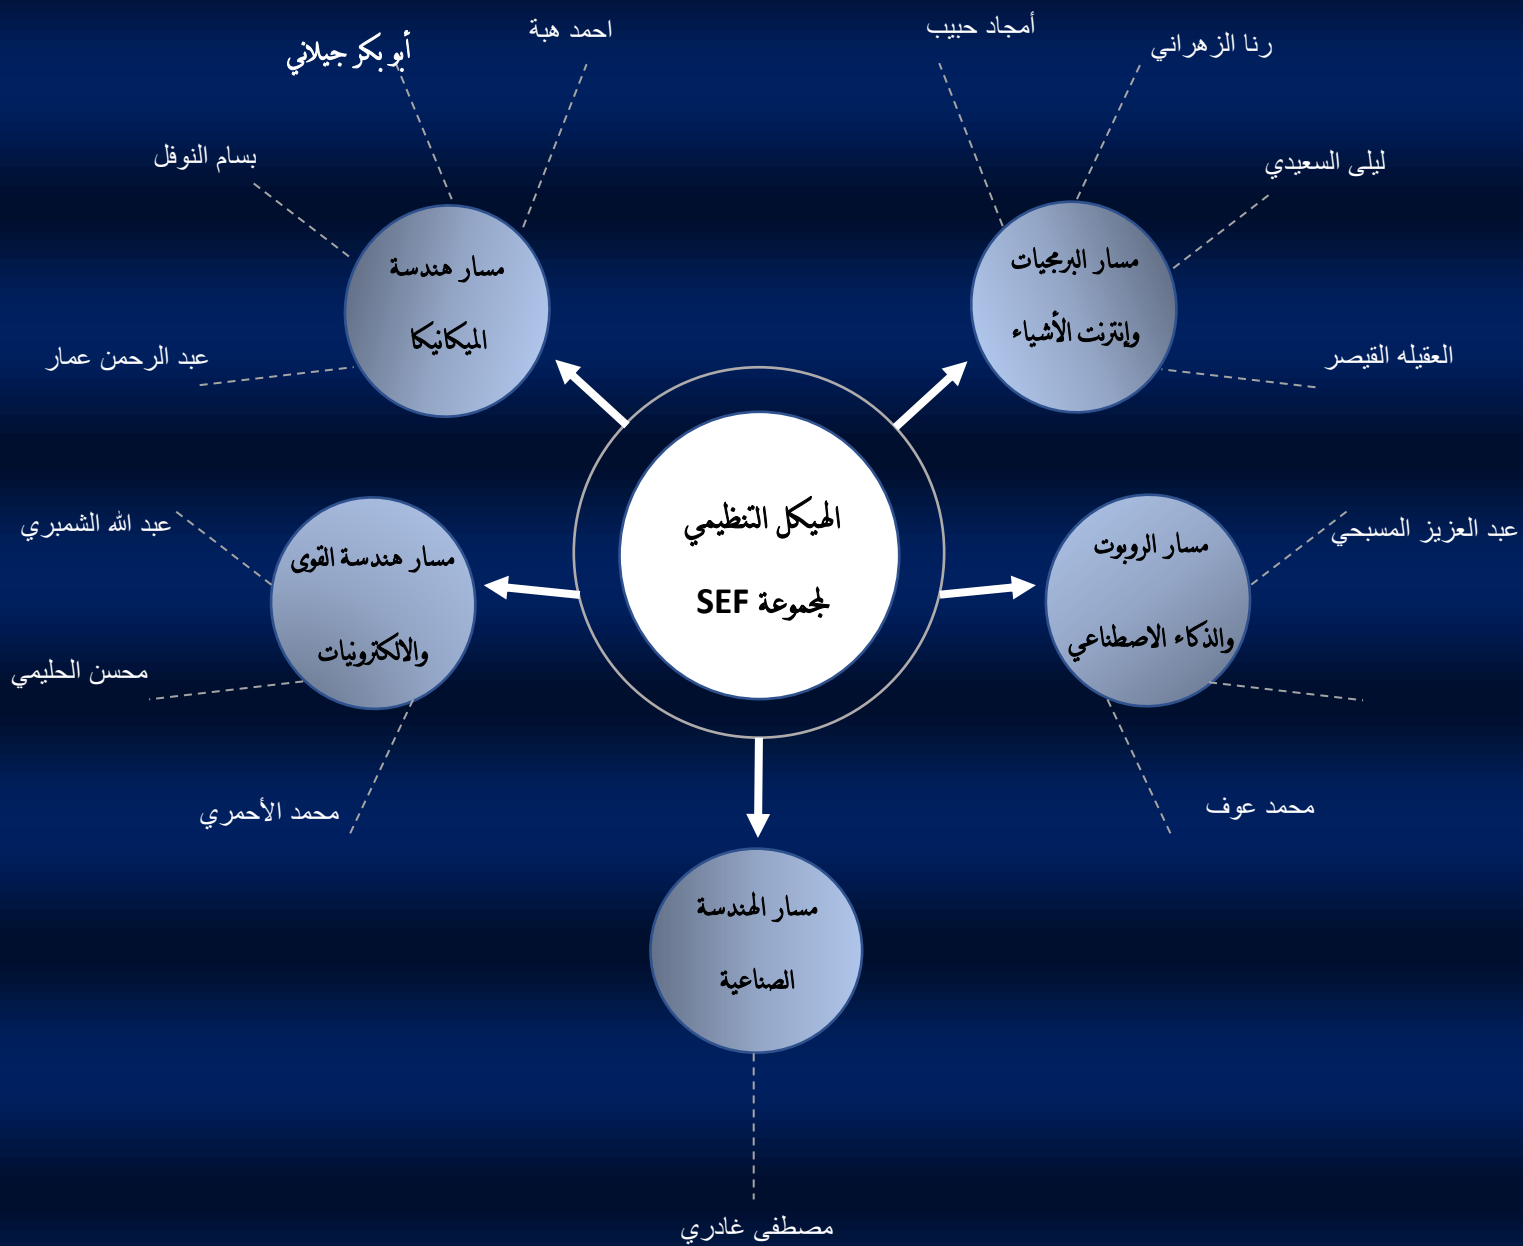 أمجاد حبيب
رنا الزهراني
احمد هبة
أبو بكر جيلاني
ليلى السعيدي
بسام النوفل
مسار البرمجيات
وإنترنت الأشياء
مسار هندسة
الميكانيكا
العقيله القيصر
عبد الرحمن عمار
الهيكل التنظيمي
لمجموعة SEF
عبد العزيز المسبحي
مسار الروبوت
والذكاء الاصطناعي
مسار هندسة القوى
والالكترونيات
عبد الله الشمبري
محسن الحليمي
محمد عوف
محمد الأحمري
مسار الهندسة
الصناعية
مصطفى غادري